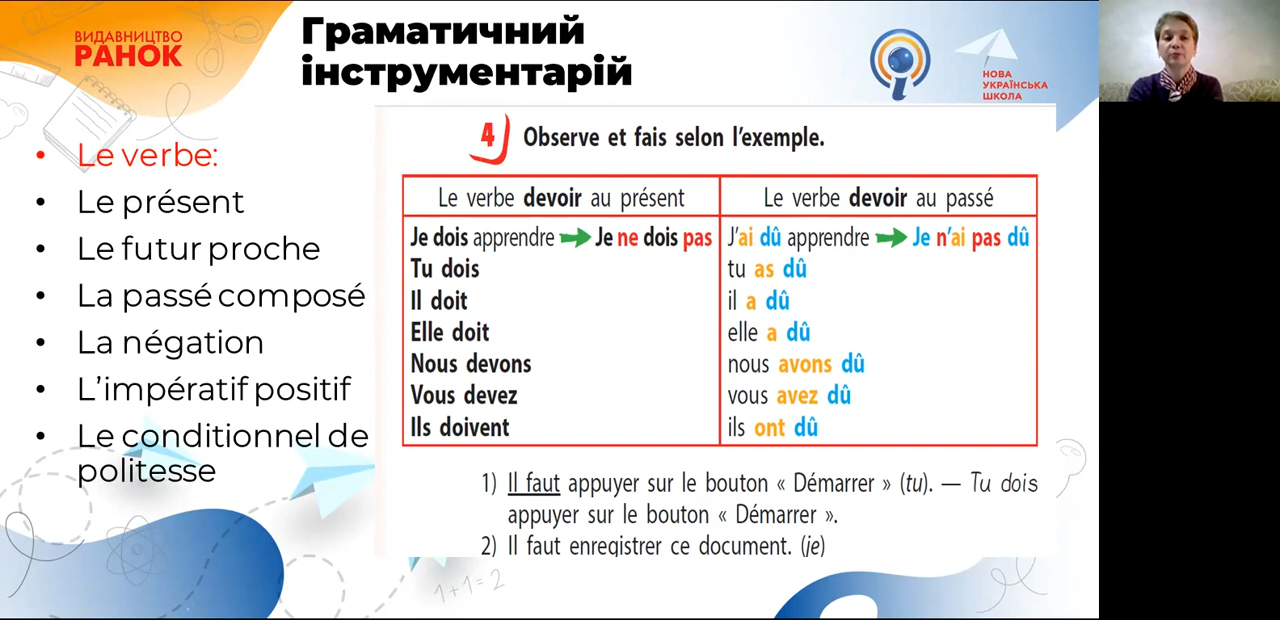 ВИДАВНИЦТВО
РАНОК
Граматичний
інструментарій
НОВА
УКРАЇНСЬКА
ШКОЛА
• Le verbe:
• Le présent
• Le futur proche
• La passé composé
• La négation
• L’impératif positif
• Le conditionnel de
politesse
4 Observe et fais selon l’exemple.
Le verbe devoir au présent
Je dois apprendre → Je ne dois pas
Tu dois
Il doit
Elle doit
Nous devons
Vous devez
Ils doivent
Le verbe devoir au passé
J’ai dû apprendre → Je n’ai pas dû
tu as dû
il a dû
elle a dû
nous avons dû
vous avez dû
ils ont dû
1) Il faut appuyer sur le bouton « Démarrer » (tu). — Tu dois
appuyer sur le bouton « Démarrer ».
2) Il faut enregistrer ce document. (je)
1+1=2